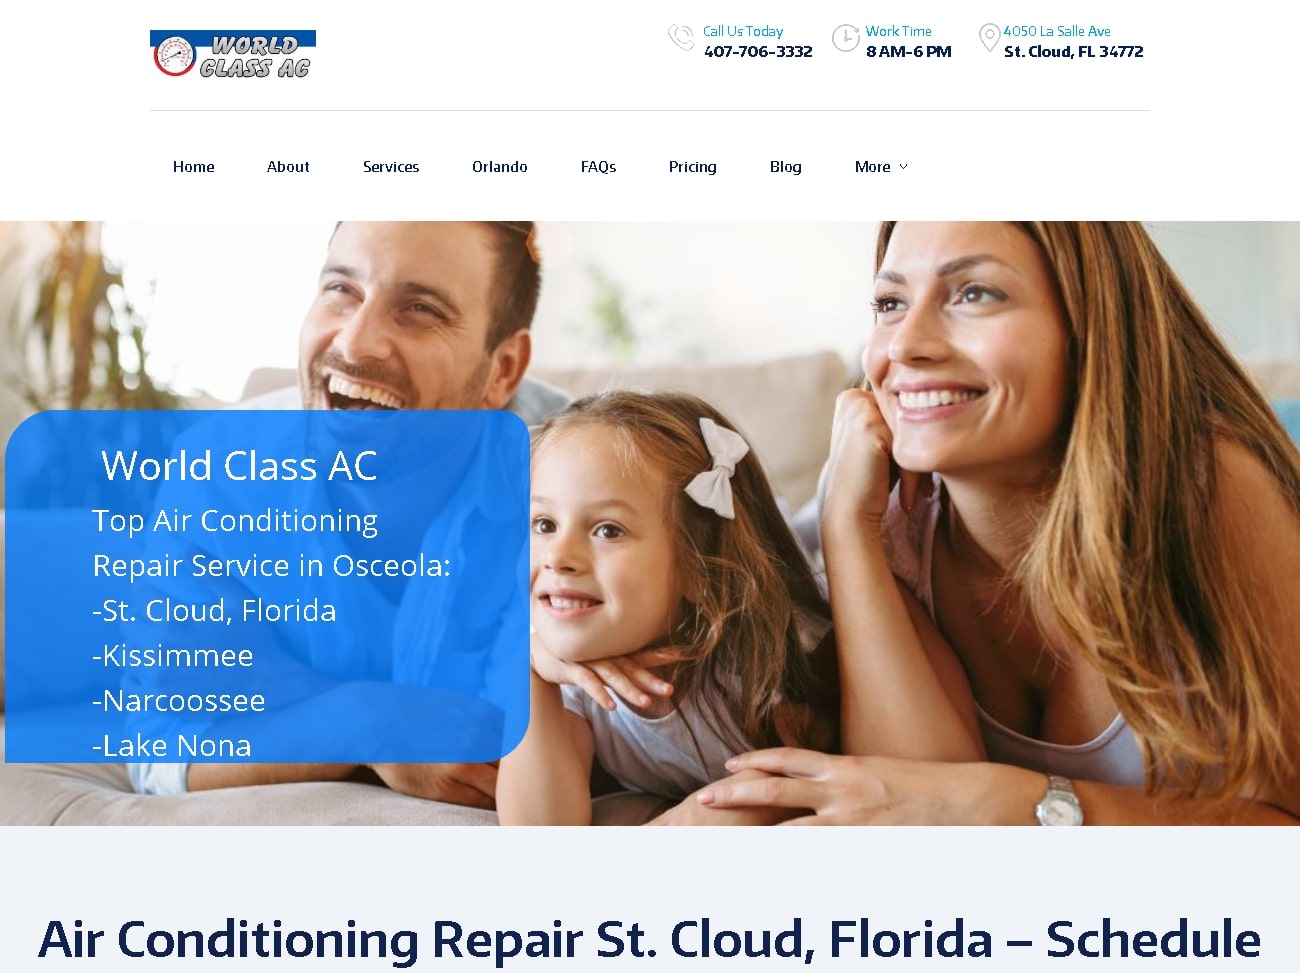 WORLD
CLASS AC
Call Us Today
407-706-3332
Work Time
8 AM-6 PM
4050 La Salle Ave
St. Cloud, FL 34772
Home
About
Services
Orlando
FAQs
Pricing
Blog
More
World Class AC
Top Air Conditioning
Repair Service in Osceola:
-St. Cloud, Florida
-Kissimmee
-Narcoossee
-Lake Nona
Air Conditioning Repair St. Cloud, Florida – Schedule